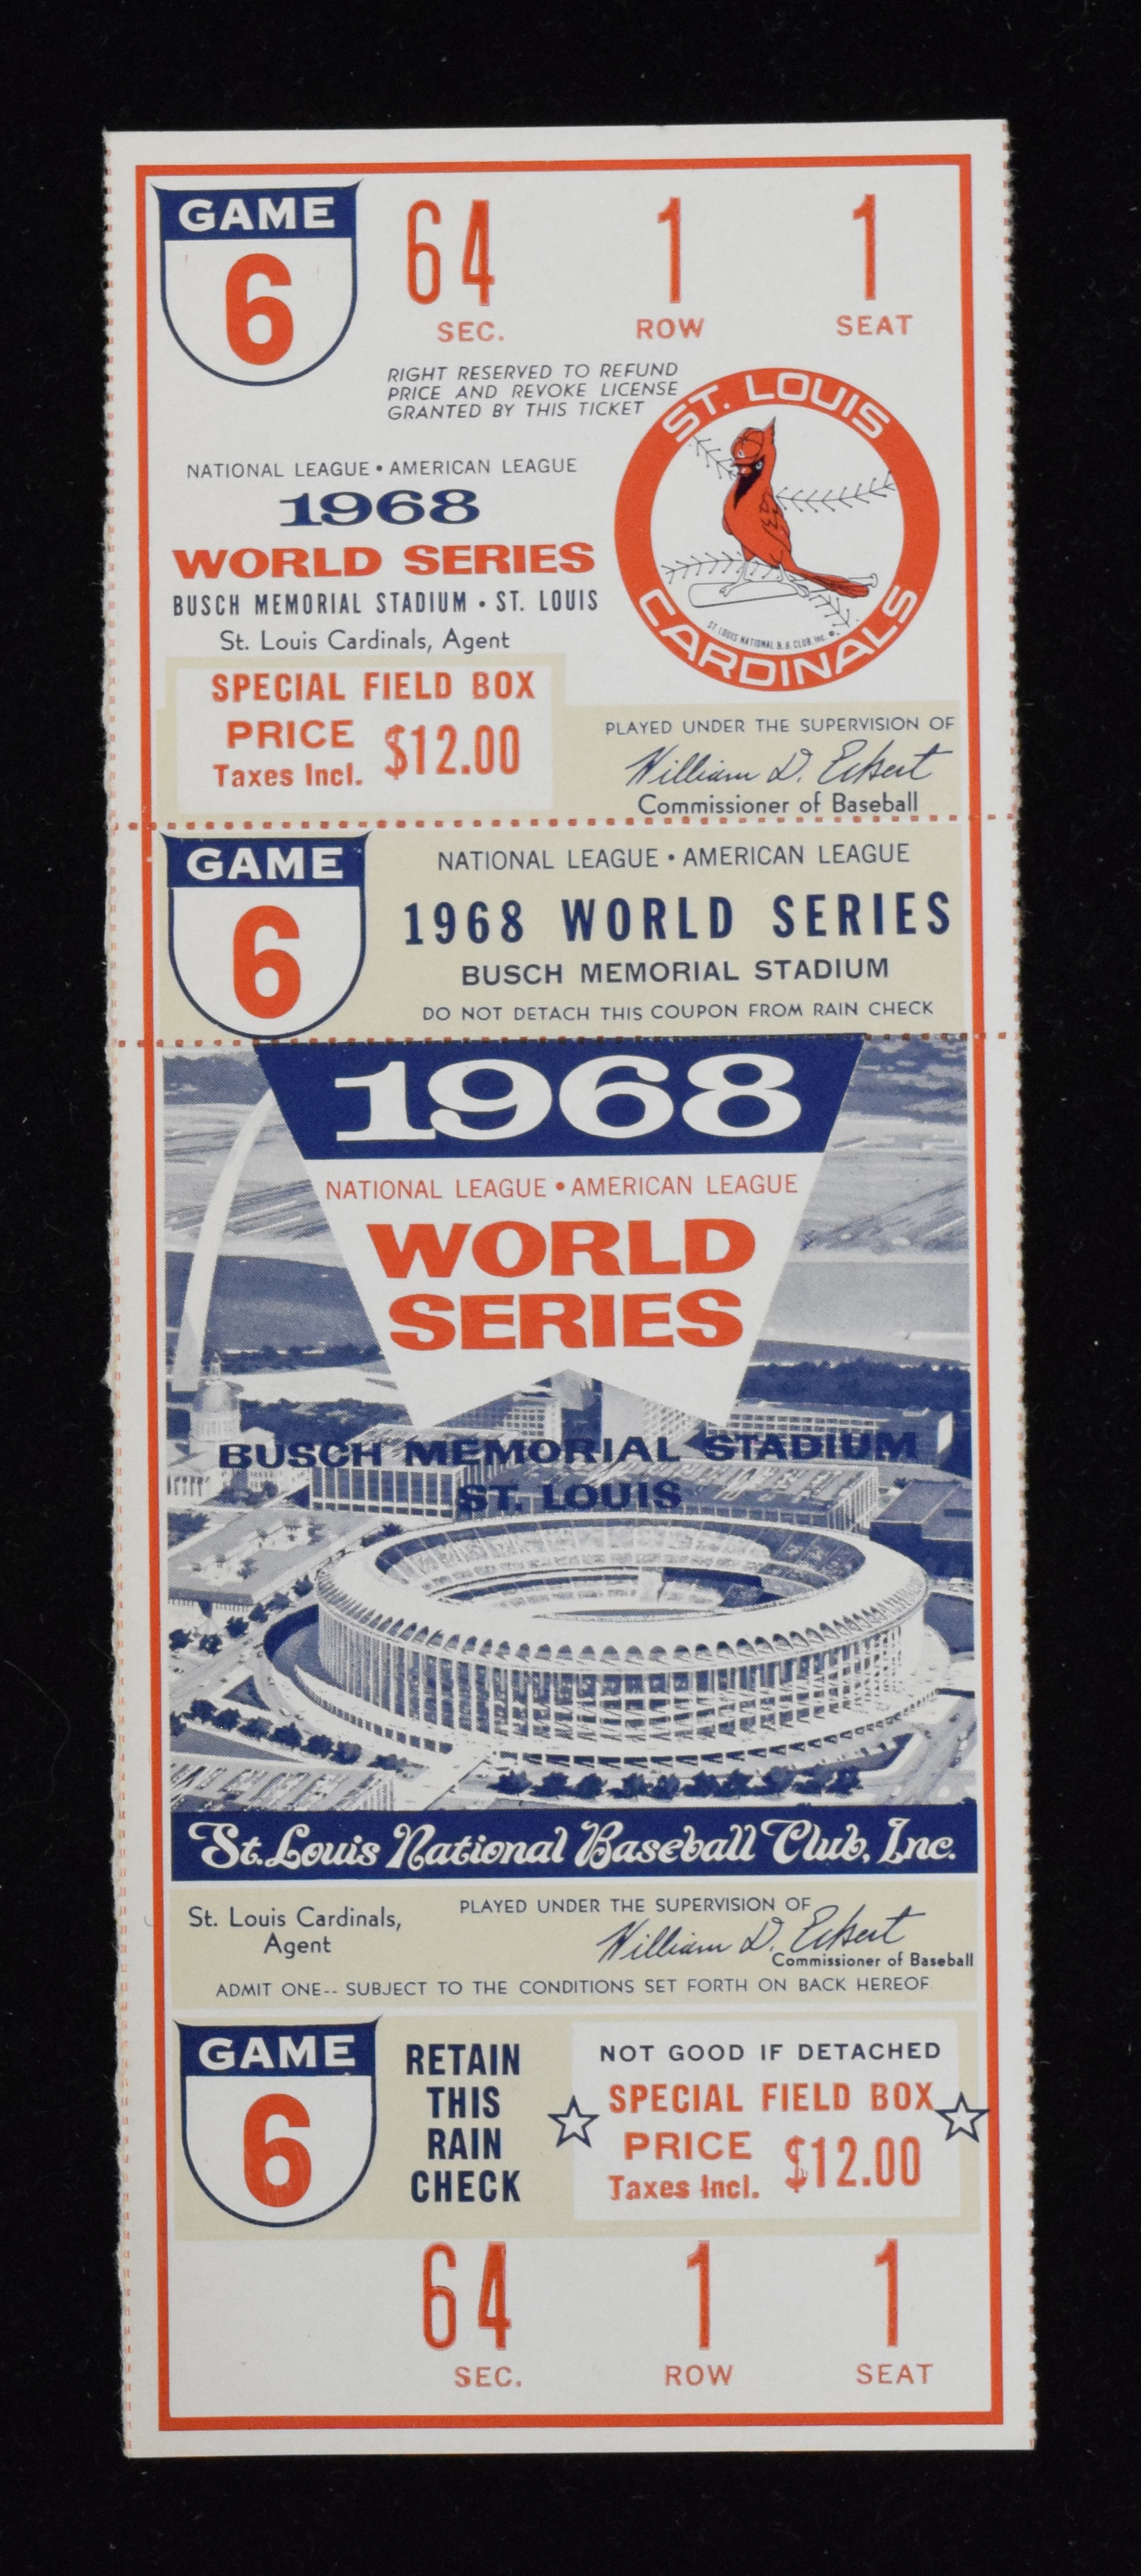 GAME
6
64 1 1
SEC. ROW SEAT
RIGHT RESERVED TO REFUND
PRICE AND REVOKE LICENSE
GRANTED BY THIS TICKET
NATIONAL LEAGUE • AMERICAN LEAGUE
1968
WORLD SERIES
BUSCH MEMORIAL STADIUM • ST. LOUIS
St. Louis Cardinals, Agent
ST. LOUIS
CARDINALS
ST. LOUIS NATIONAL B. B. CLUB, Inc. ©.
SPECIAL FIELD BOX
PRICE $12.00
Taxes Incl.
PLAYED UNDER THE SUPERVISION OF
William D. Eckert
Commissioner of Baseball
GAME
6
NATIONAL LEAGUE • AMERICAN LEAGUE
1968 WORLD SERIES
BUSCH MEMORIAL STADIUM
DO NOT DETACH THIS COUPON FROM RAIN CHECK
1968
NATIONAL LEAGUE • AMERICAN LEAGUE
WORLD
SERIES
BUSCH MEMORIAL STADIUM
ST. LOUIS
St. Louis National Baseball Club, Inc.
St. Louis Cardinals,
Agent
PLAYED UNDER THE SUPERVISION OF
William D. Eckert
Commissioner of Baseball
ADMIT ONE-- SUBJECT TO THE CONDITIONS SET FORTH ON BACK HEREOF
GAME
6
RETAIN
THIS
RAIN
CHECK
NOT GOOD IF DETACHED
SPECIAL FIELD BOX
PRICE $12.00
Taxes Incl.
64 1 1
SEC. ROW SEAT